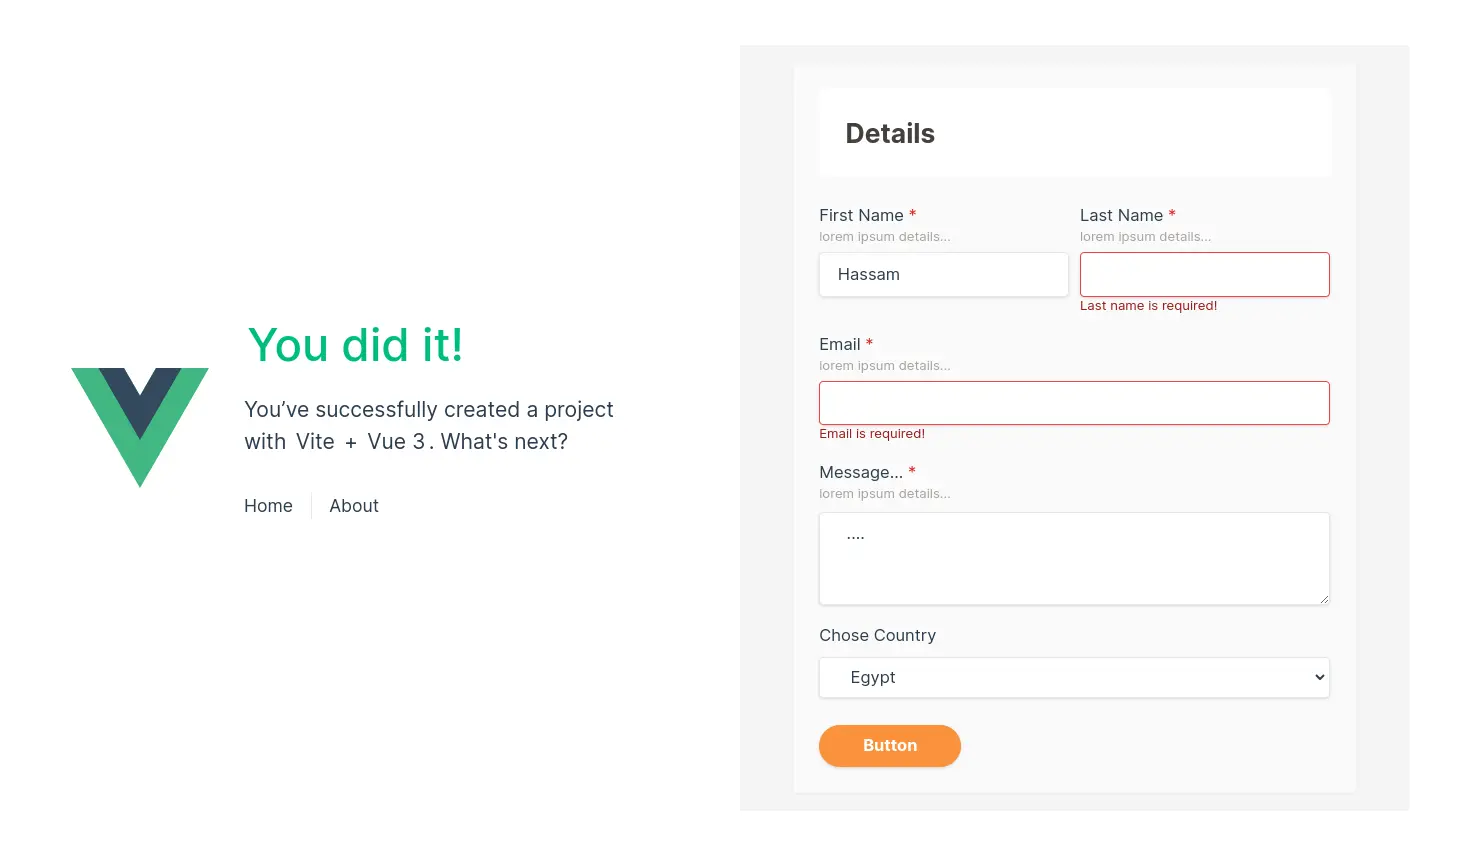 You did it!
You’ve successfully created a project
with Vite + Vue 3. What's next?
Home About
Details
First Name *
lorem ipsum details...
Hassam
Last Name *
lorem ipsum details...
Last name is required!
Email *
lorem ipsum details...
Email is required!
Message... *
lorem ipsum details...
....
Chose Country
Egypt
Button